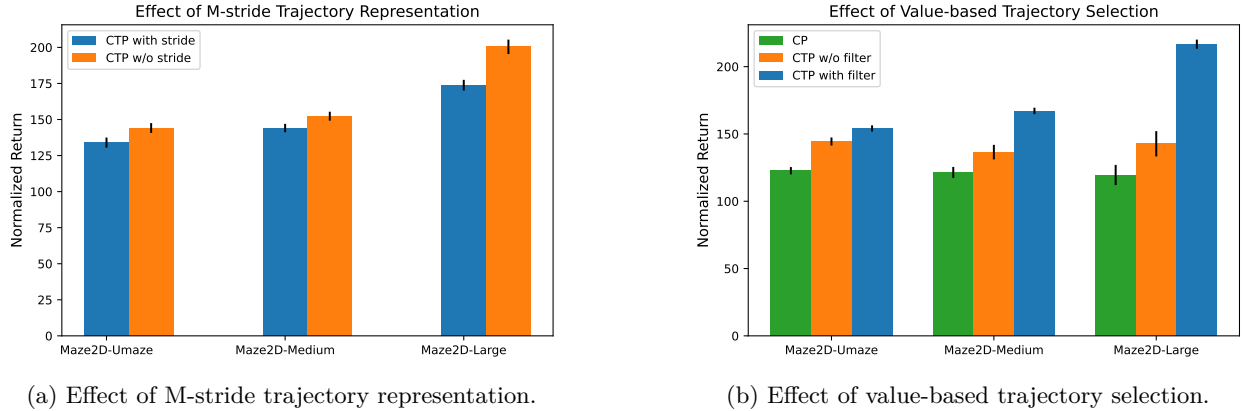 Effect of M-stride Trajectory Representation
CTP with stride
CTP w/o stride
Normalized Return
200
175
150
125
100
75
50
25
0
Maze2D-Umaze
Maze2D-Medium
Maze2D-Large
(a) Effect of M-stride trajectory representation.
Effect of Value-based Trajectory Selection
CP
CTP w/o filter
CTP with filter
Normalized Return
200
150
100
50
0
Maze2D-Umaze
Maze2D-Medium
Maze2D-Large
(b) Effect of value-based trajectory selection.